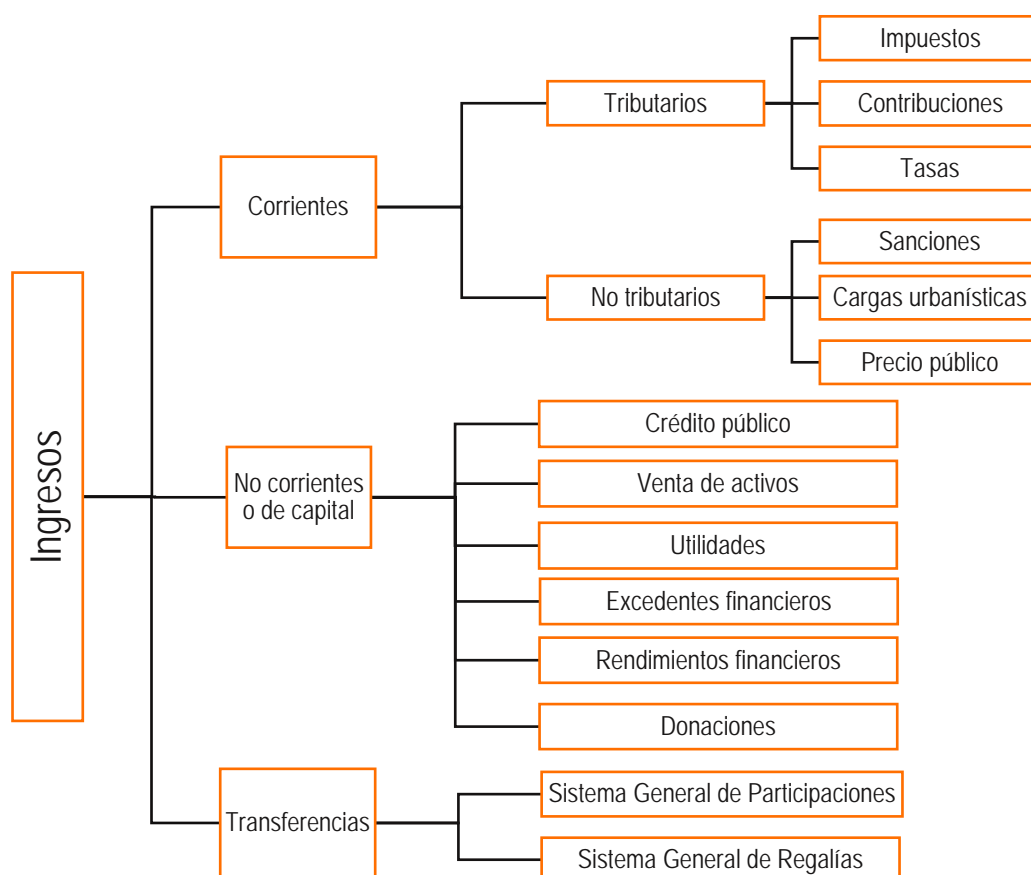 Ingresos
Corrientes
Tributarios
Impuestos
Contribuciones
Tasas
No tributarios
Sanciones
Cargas urbanísticas
Precio público
No corrientes
o de capital
Crédito público
Venta de activos
Utilidades
Excedentes financieros
Rendimientos financieros
Donaciones
Transferencias
Sistema General de Participaciones
Sistema General de Regalías